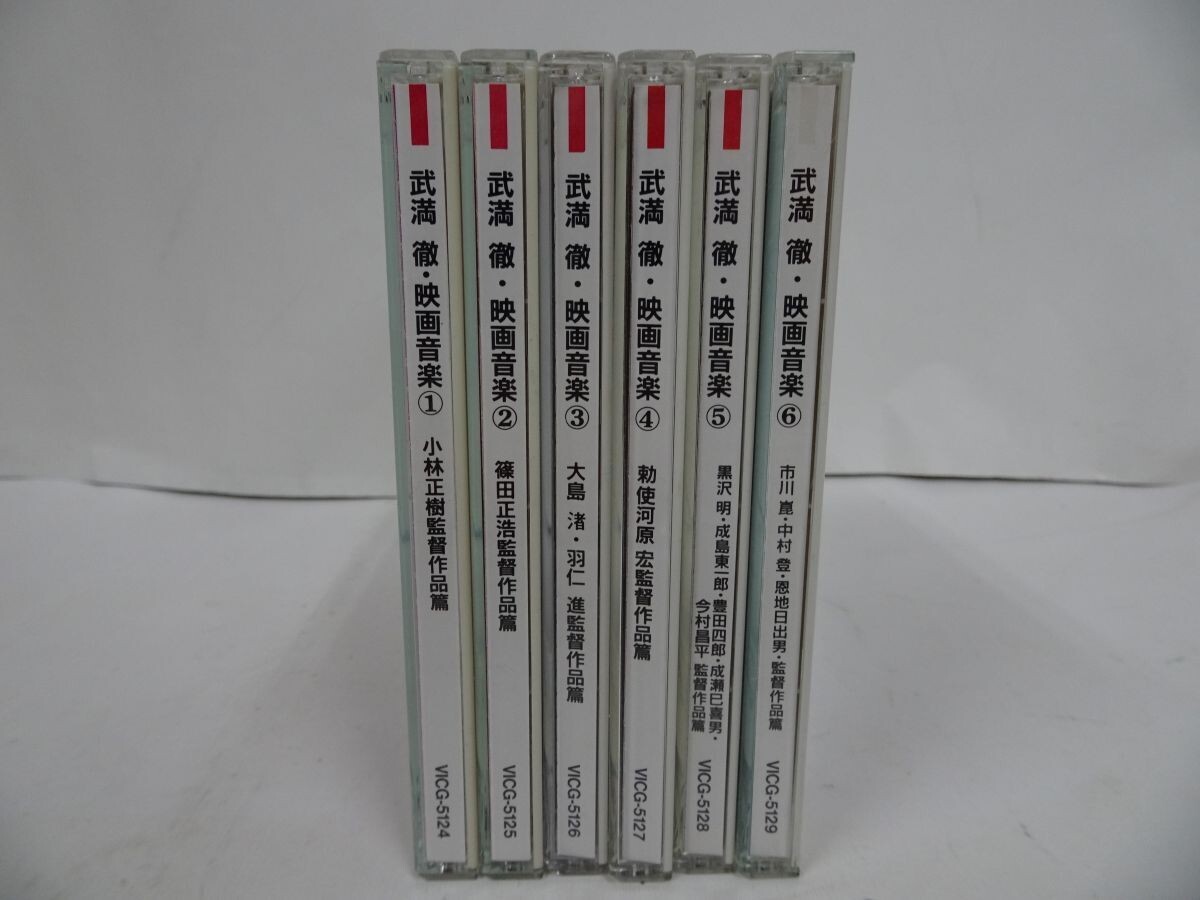 武満 徹・映画音楽①
小林正樹監督作品篇
VICG-5124
武満 徹・映画音楽②
篠田正浩監督作品篇
VICG-5125
武満 徹・映画音楽③
大島 渚・羽仁 進監督作品篇
VICG-5126
武満 徹・映画音楽④
勅使河原 宏監督作品篇
VICG-5127
武満 徹・映画音楽⑤
黒沢 明・成島東一郎・豊田四郎・成瀬巳喜男・
今村昌平 監督作品篇
VICG-5128
武満 徹・映画音楽⑥
市川 崑・中村 登・恩地日出男・監督作品篇
VICG-5129